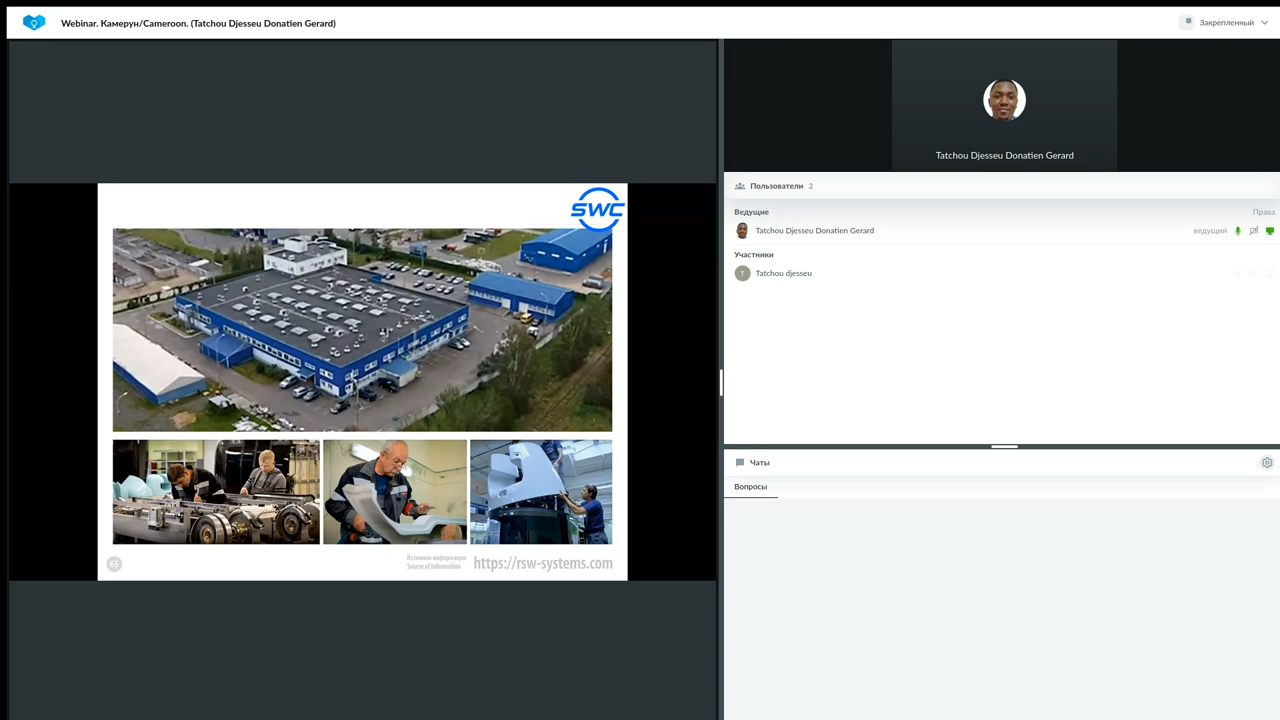 Webinar. Камерун/Cameroon. (Tatchou Djesseu Donatien Gerard)
Закрепленный
SWC
65
Источник информации
Sourse of Information
https://rsw-systems.com
Tatchou Djesseu Donatien Gerard
Пользователи 2
Ведущие
Права
Tatchou Djesseu Donatien Gerard
ведущий
Участники
T
Tatchou djesseu
Чаты
Вопросы